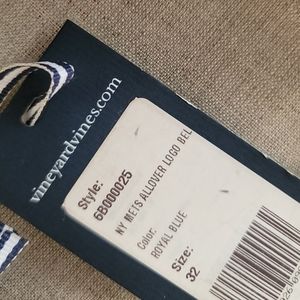 vineyardvines.com
Style:
6B000025
NY METS ALLOVER LOGO BEL
Color:
ROYAL BLUE
Size:
32